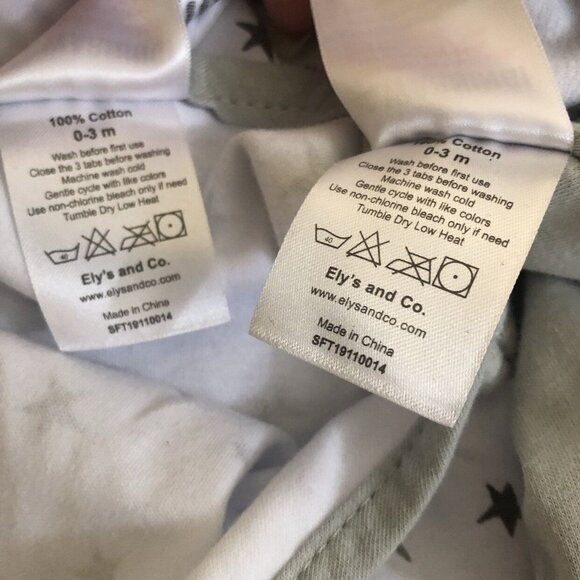 100% Cotton
0-3 m
Wash before first use
Close the 3 tabs before washing
Machine wash cold
Gentle cycle with like colors
Use non-chlorine bleach only if need
Tumble Dry Low Heat
40
Ely's and Co.
www.elysandco.com
Made in China
SFT19110014
Cotton
0-3 m
Wash before first use
Close the 3 tabs before washing
Machine wash cold
Gentle cycle with like colors
Use non-chlorine bleach only if need
Tumble Dry Low Heat
40
Ely's and Co.
www.elysandco.com
Made in China
SFT19110014